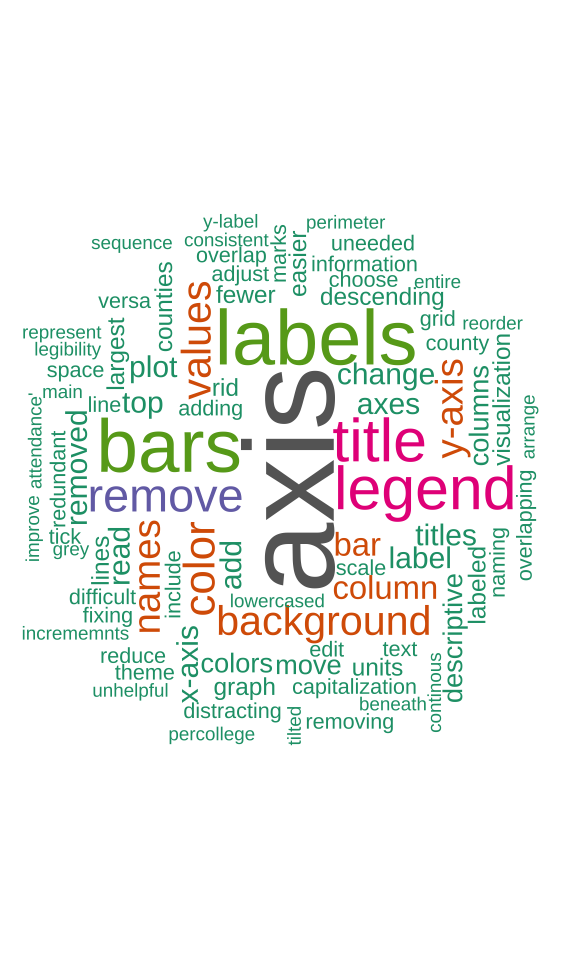 y-label
perimeter
sequence
consistent
marks
easier
uneeded
overlap
information
adjust
choose
entire
counties
values
fewer
descending
versa
labels
grid
reorder
represent
largest
county
legibility
plot
change
y-axis
columns
visualization
space
rid
main
line
top
adding
axes
arrange
attendance'
redundant
removed
bars
axis
title
remove
legend
overlapping
improve
tick
grey
lines
read
names
include
color
add
bar
titles
scale
label
naming
labeled
difficult
lowercased
column
fixing
background
descriptive
incrememnts
x-axis
edit
text
reduce
colors
move
units
theme
continous
unhelpful
graph
capitalization
distracting
beneath
tilted
removing
percollege